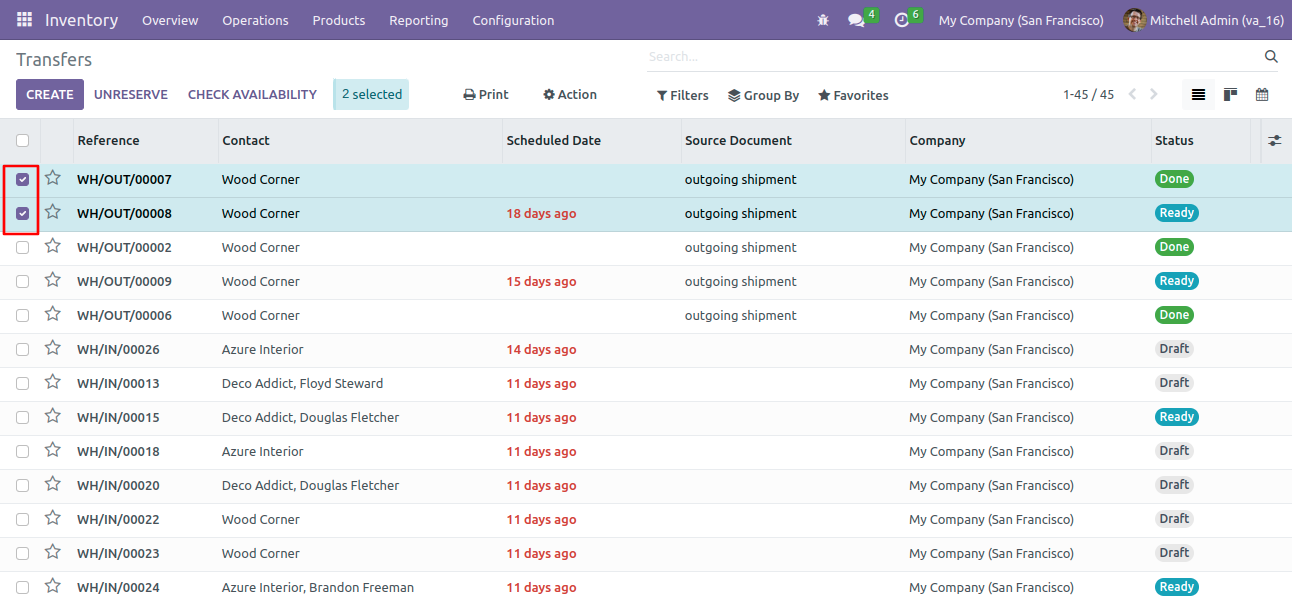 Inventory Overview Operations Products Reporting Configuration 4 6 My Company (San Francisco) Mitchell Admin (va_16)
Transfers Search...
CREATE UNRESERVE CHECK AVAILABILITY 2 selected Print Action Filters Group By Favorites 1-45 / 45
Reference Contact Scheduled Date Source Document Company Status
WH/OUT/00007 Wood Corner outgoing shipment My Company (San Francisco) Done
WH/OUT/00008 Wood Corner 18 days ago outgoing shipment My Company (San Francisco) Ready
WH/OUT/00002 Wood Corner outgoing shipment My Company (San Francisco) Done
WH/OUT/00009 Wood Corner 15 days ago outgoing shipment My Company (San Francisco) Ready
WH/OUT/00006 Wood Corner outgoing shipment My Company (San Francisco) Done
WH/IN/00026 Azure Interior 14 days ago My Company (San Francisco) Draft
WH/IN/00013 Deco Addict, Floyd Steward 11 days ago My Company (San Francisco) Draft
WH/IN/00015 Deco Addict, Douglas Fletcher 11 days ago My Company (San Francisco) Ready
WH/IN/00018 Azure Interior 11 days ago My Company (San Francisco) Draft
WH/IN/00020 Deco Addict, Douglas Fletcher 11 days ago My Company (San Francisco) Draft
WH/IN/00022 Wood Corner 11 days ago My Company (San Francisco) Draft
WH/IN/00023 Wood Corner 11 days ago My Company (San Francisco) Draft
WH/IN/00024 Azure Interior, Brandon Freeman 11 days ago My Company (San Francisco) Ready